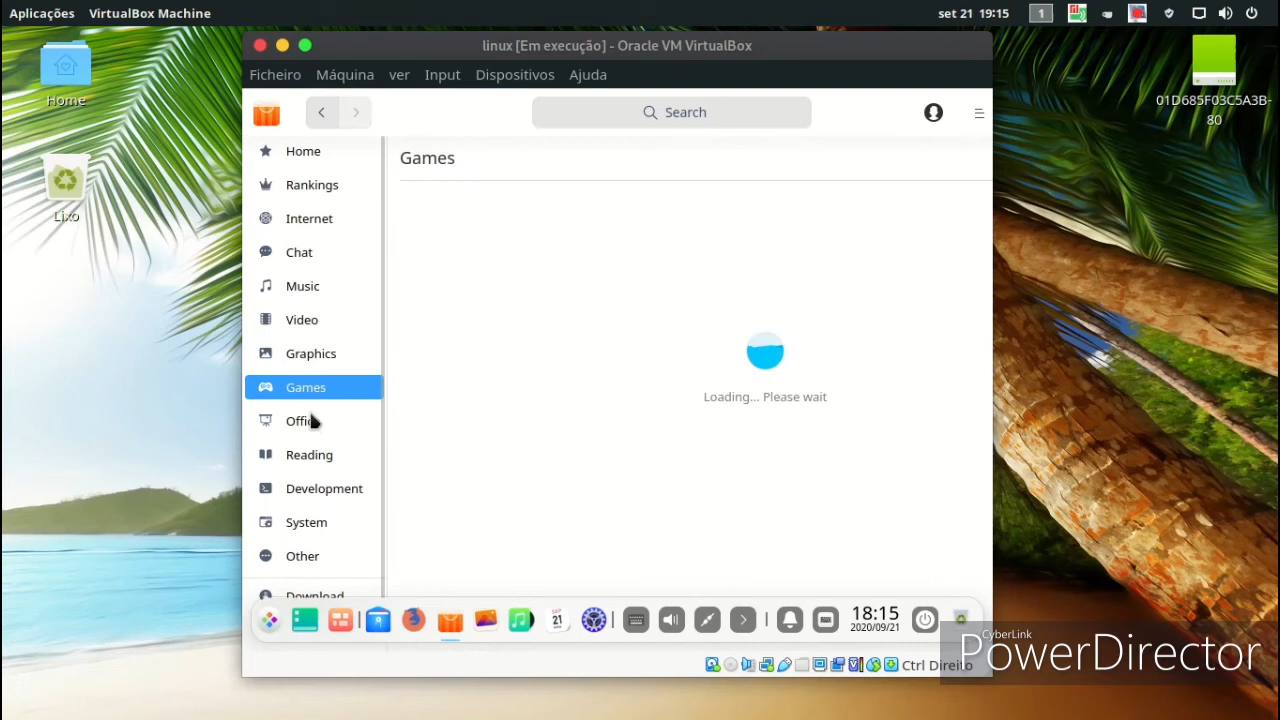 Aplicações VirtualBox Machine set 21 19:15 1
linux [Em execução] - Oracle VM VirtualBox
Ficheiro Máquina ver Input Dispositivos Ajuda
Home
Lixo
01D685F03C5A3B-
80
Search
Home
Rankings
Internet
Chat
Music
Video
Graphics
Games
Office
Reading
Development
System
Other
Download
Games
Loading... Please wait
SEP
21
18:15
2020/09/21
Ctrl Direito
CyberLink
PowerDirector